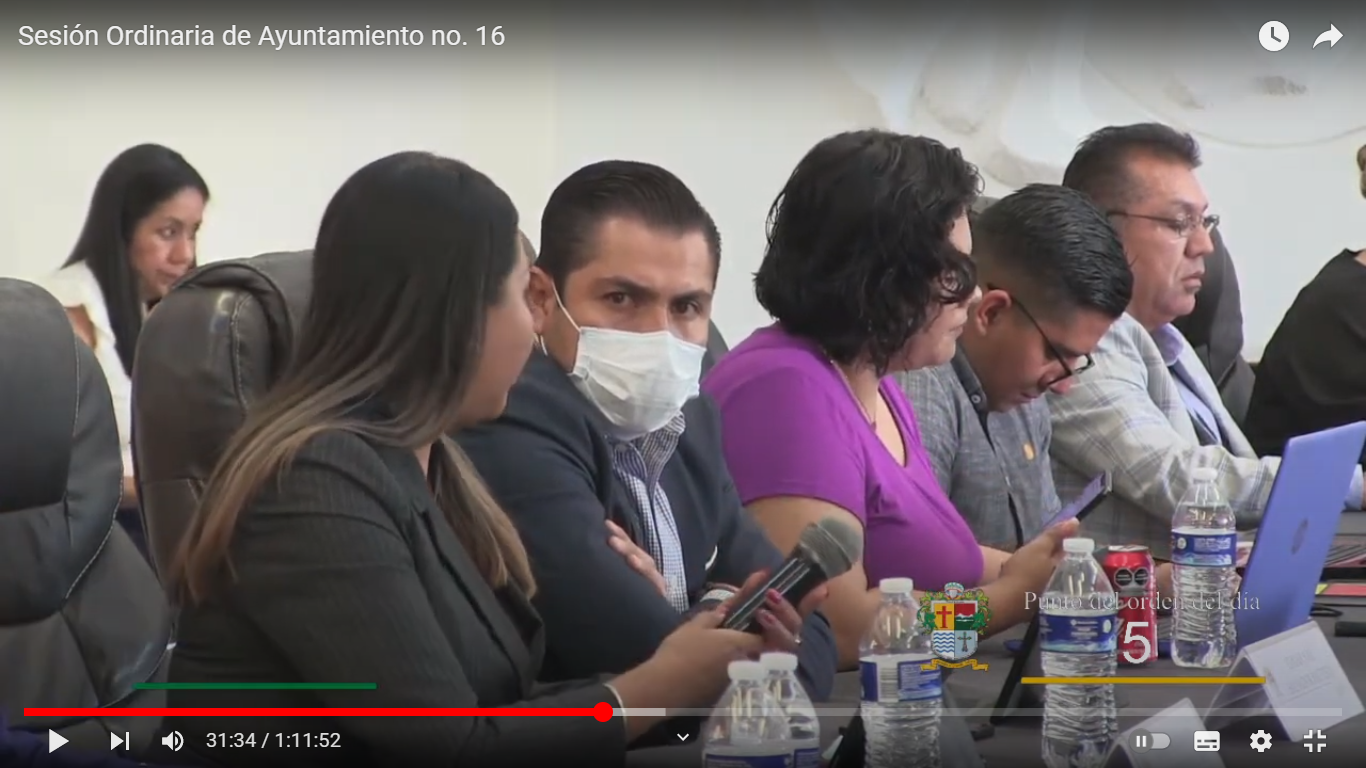 Sesión Ordinaria de Ayuntamiento no. 16
Punto del orden del día
5
31:34 / 1:11:52